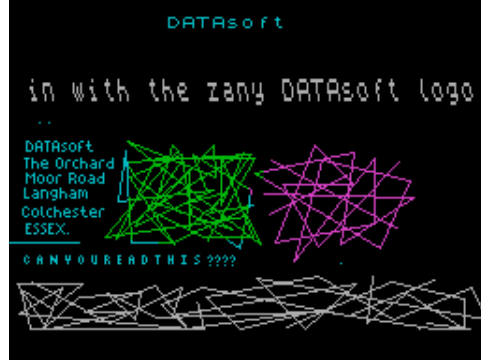 DATAsoft
in with the zany DATAsoft logo
..
DATAsoft
The Orchard
Moor Road
Langham
Colchester
ESSEX.
CANYOUREADTHIS????